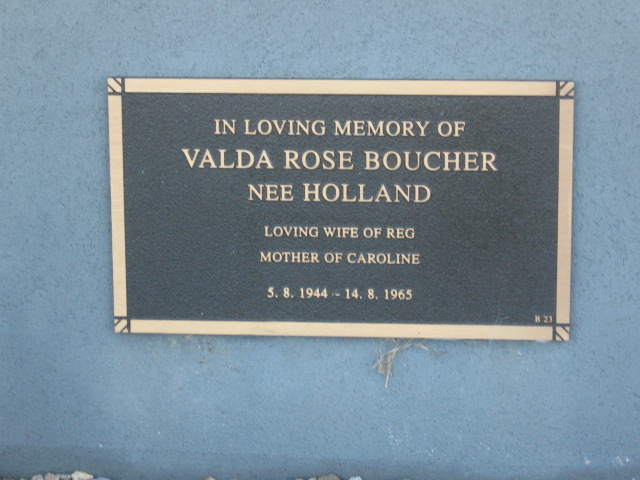 IN LOVING MEMORY OF
VALDA ROSE BOUCHER
NEE HOLLAND
LOVING WIFE OF REG
MOTHER OF CAROLINE
5. 8. 1944 - 14. 8. 1965
B 23